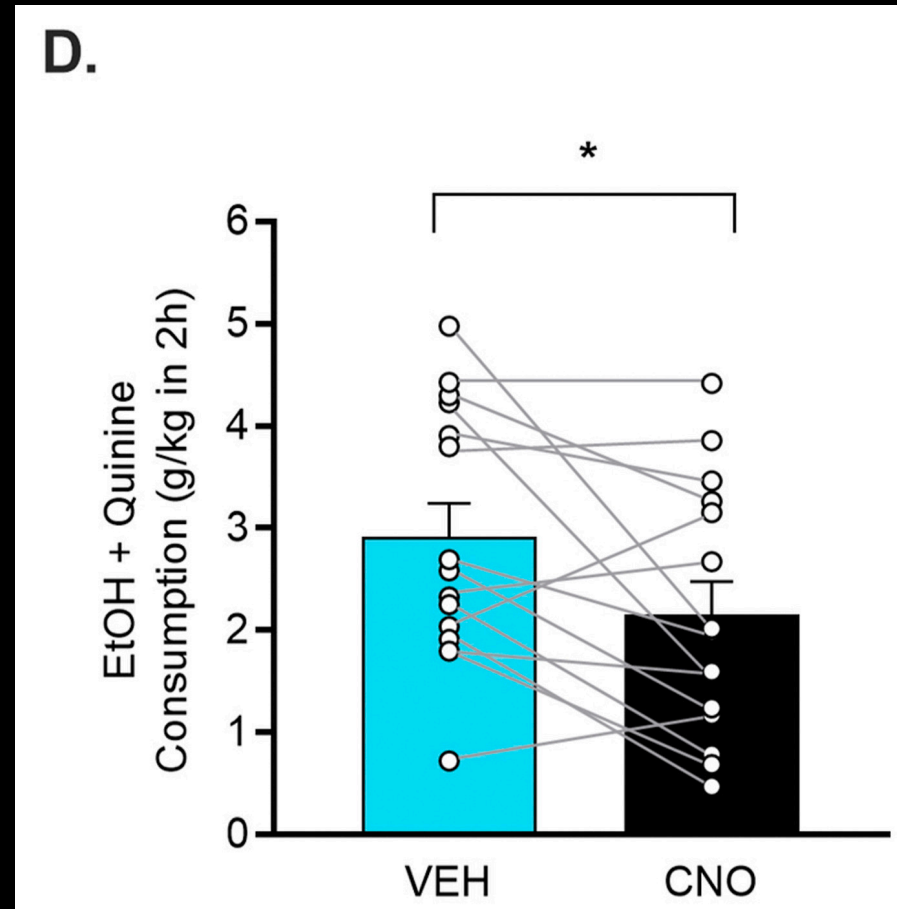 D.
*
6
5
4
3
2
1
0
EtOH + Quinine
Consumption (g/kg in 2h)
VEH
CNO